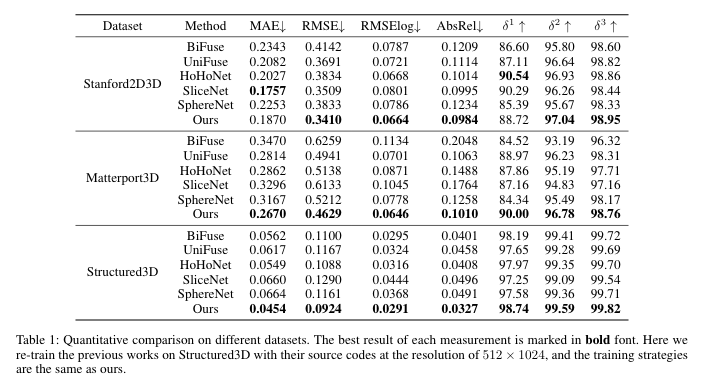 Dataset Method MAE↓ RMSE↓ RMSElog↓ AbsRel↓ δ¹ ↑ δ² ↑ δ³ ↑
BiFuse 0.2343 0.4142 0.0787 0.1209 86.60 95.80 98.60
UniFuse 0.2082 0.3691 0.0721 0.1114 87.11 96.64 98.82
HoHoNet 0.2027 0.3834 0.0668 0.1014 90.54 96.93 98.86
Stanford2D3D
SliceNet 0.1757 0.3509 0.0801 0.0995 90.29 96.26 98.44
SphereNet 0.2253 0.3833 0.0786 0.1234 85.39 95.67 98.33
Ours 0.1870 0.3410 0.0664 0.0984 88.72 97.04 98.95
BiFuse 0.3470 0.6259 0.1134 0.2048 84.52 93.19 96.32
UniFuse 0.2814 0.4941 0.0701 0.1063 88.97 96.23 98.31
HoHoNet 0.2862 0.5138 0.0871 0.1488 87.86 95.19 97.71
Matterport3D
SliceNet 0.3296 0.6133 0.1045 0.1764 87.16 94.83 97.16
SphereNet 0.3167 0.5212 0.0778 0.1258 84.34 95.49 98.17
Ours 0.2670 0.4629 0.0646 0.1010 90.00 96.78 98.76
BiFuse 0.0562 0.1100 0.0295 0.0401 98.19 99.41 99.72
UniFuse 0.0617 0.1167 0.0324 0.0458 97.65 99.28 99.69
HoHoNet 0.0549 0.1088 0.0316 0.0408 97.97 99.35 99.70
Structured3D
SliceNet 0.0660 0.1290 0.0444 0.0496 97.25 99.09 99.54
SphereNet 0.0664 0.1161 0.0368 0.0491 97.58 99.36 99.71
Ours 0.0454 0.0924 0.0291 0.0327 98.74 99.59 99.82
Table 1: Quantitative comparison on different datasets. The best result of each measurement is marked in bold font. Here we
re-train the previous works on Structured3D with their source codes at the resolution of 512 × 1024, and the training strategies
are the same as ours.